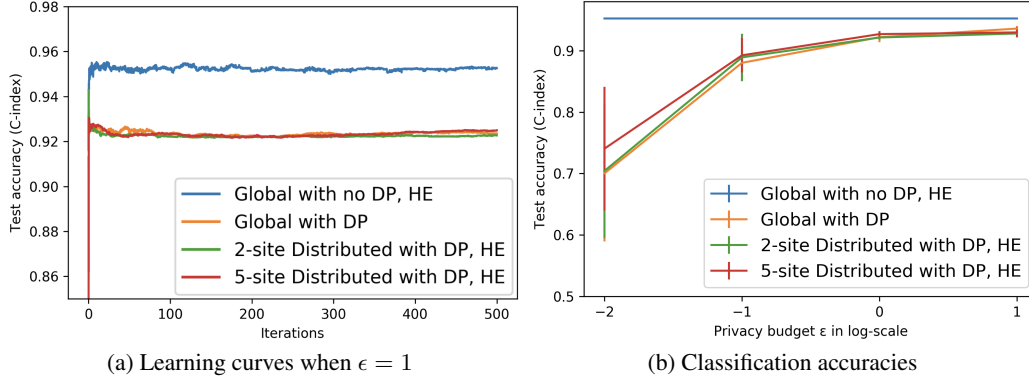 0.98
0.96
0.94
0.92
0.90
0.88
0.86
Test accuracy (C-index)
Global with no DP, HE
Global with DP
2-site Distributed with DP, HE
5-site Distributed with DP, HE
0 100 200 300 400 500
Iterations
(a) Learning curves when ϵ = 1
0.9
0.8
0.7
0.6
0.5
Test accuracy (C-index)
Global with no DP, HE
Global with DP
2-site Distributed with DP, HE
5-site Distributed with DP, HE
−2 −1 0 1
Privacy budget ε in log-scale
(b) Classification accuracies